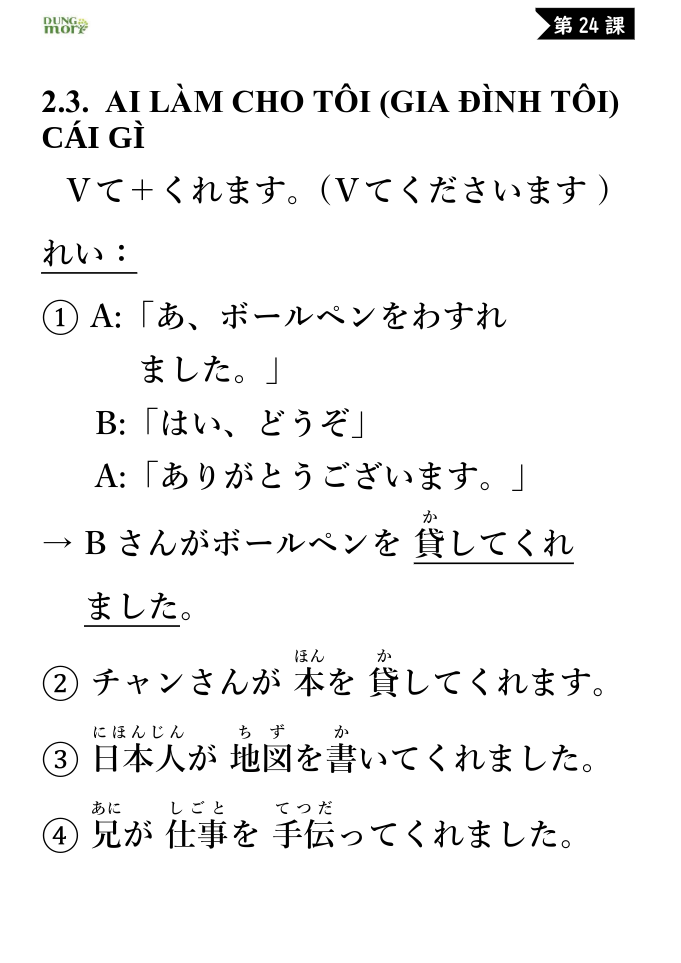 DUNG
mori
第 24 課
2.3. AI LÀM CHO TÔI (GIA ĐÌNH TÔI)
CÁI GÌ
Ｖて＋くれます。（Ｖてくださいます ）
れい：
① A:「あ、ボールペンをわすれ
ました。」
B:「はい、どうぞ」
A:「ありがとうございます。」
か
→ B さんがボールペンを 貸してくれ
ました。
ほん か
② チャンさんが 本を 貸してくれます。
にほんじん ち ず か
③ 日本人が 地図を書いてくれました。
あに しごと てつだ
④ 兄が 仕事を 手伝ってくれました。